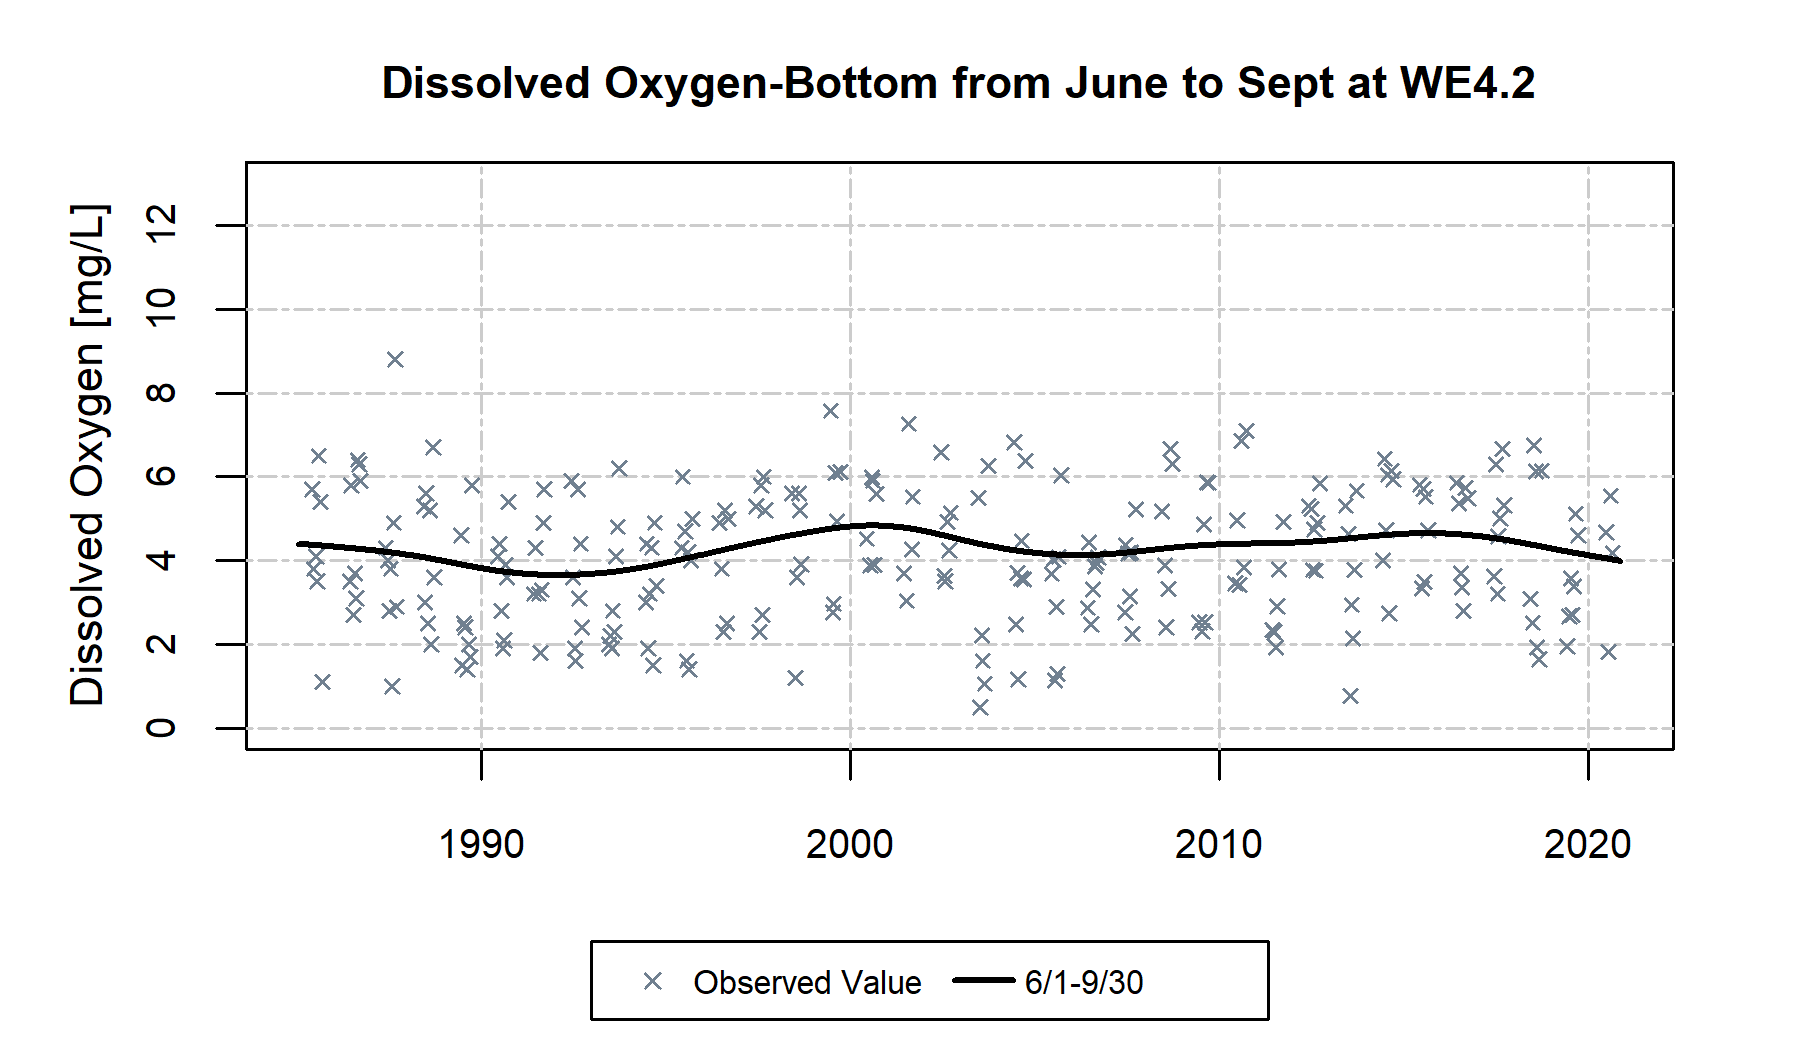 Dissolved Oxygen-Bottom from June to Sept at WE4.2
Dissolved Oxygen [mg/L]
12
10
8
6
4
2
0
1990 2000 2010 2020
Observed Value 6/1-9/30